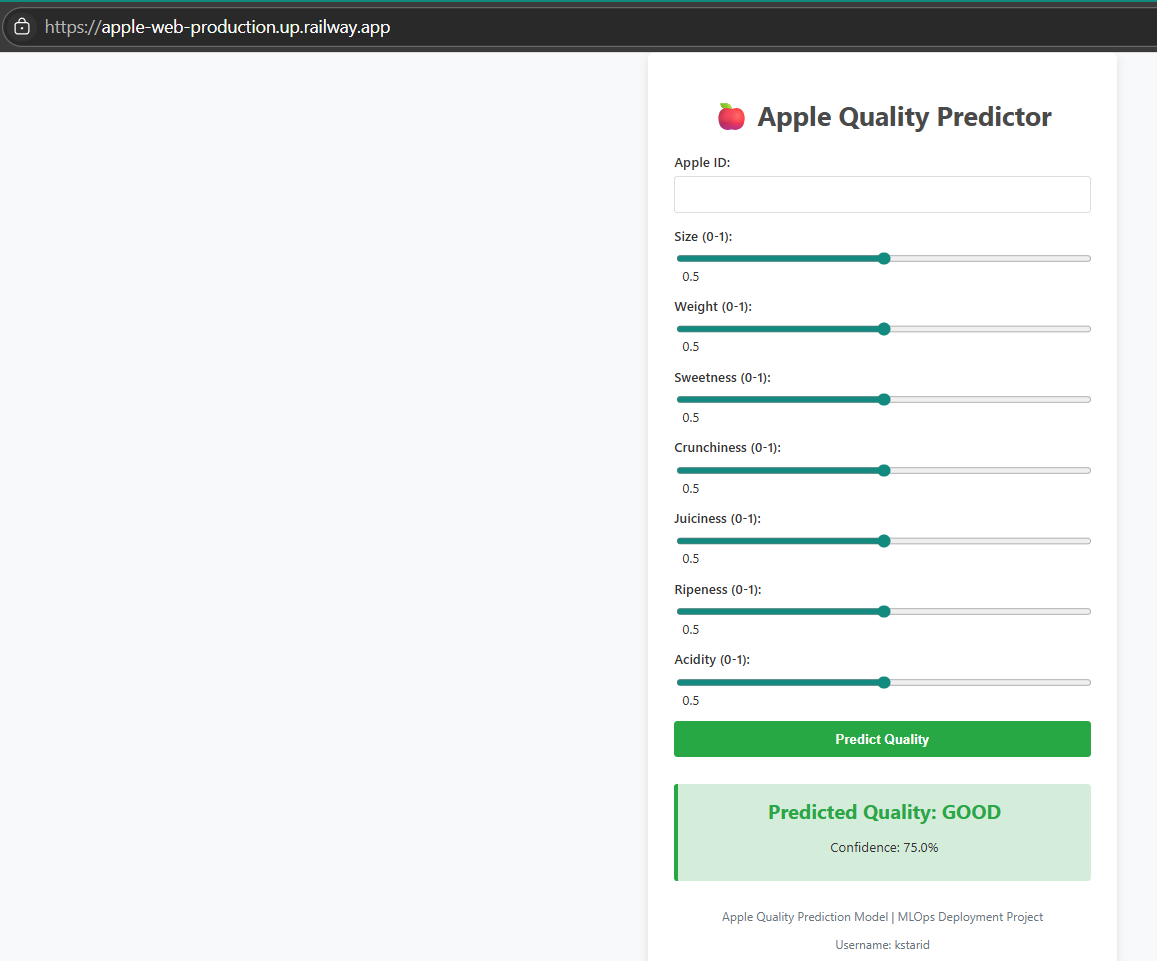 https://apple-web-production.up.railway.app
Apple Quality Predictor
Apple ID:
Size (0-1):
0.5
Weight (0-1):
0.5
Sweetness (0-1):
0.5
Crunchiness (0-1):
0.5
Juiciness (0-1):
0.5
Ripeness (0-1):
0.5
Acidity (0-1):
0.5
Predict Quality
Predicted Quality: GOOD
Confidence: 75.0%
Apple Quality Prediction Model | MLOps Deployment Project
Username: kstarid